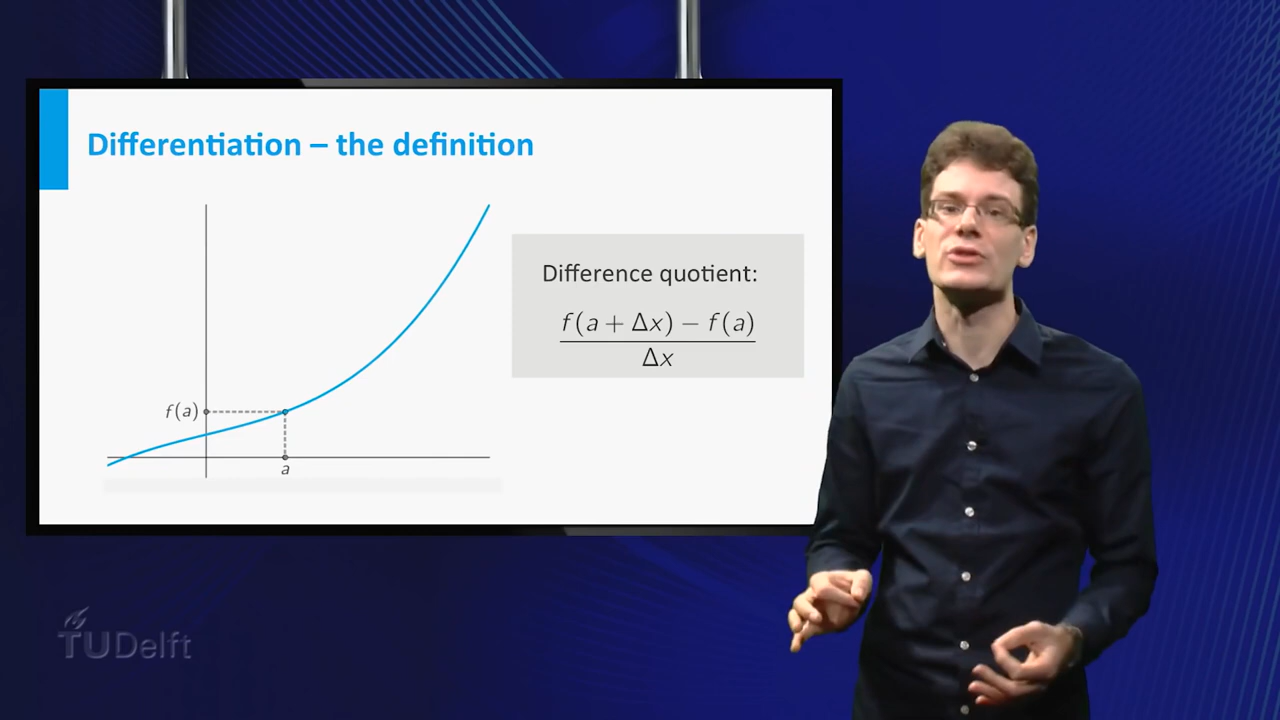 Differentiation – the definition
Difference quotient:
f(a + Δx) − f(a)
Δx
f(a)
a
TUDelft